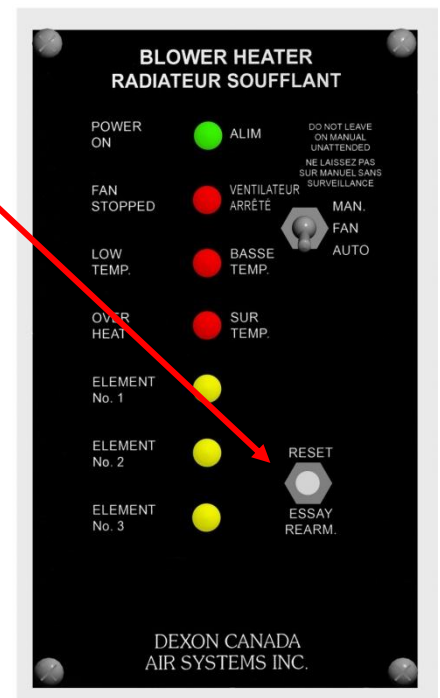 BLOWER HEATER
RADIATEUR SOUFFLANT
POWER
ON
ALIM
DO NOT LEAVE
ON MANUAL
UNATTENDED
NE LAISSEZ PAS
SUR MANUEL SANS
SURVEILLANCE
FAN
STOPPED
VENTILATEUR
ARRÊTÉ
MAN.
FAN
AUTO
LOW
TEMP.
BASSE
TEMP.
OVER
HEAT
SUR
TEMP.
ELEMENT
No. 1
ELEMENT
No. 2
ELEMENT
No. 3
RESET
ESSAY
REARM.
DEXON CANADA
AIR SYSTEMS INC.